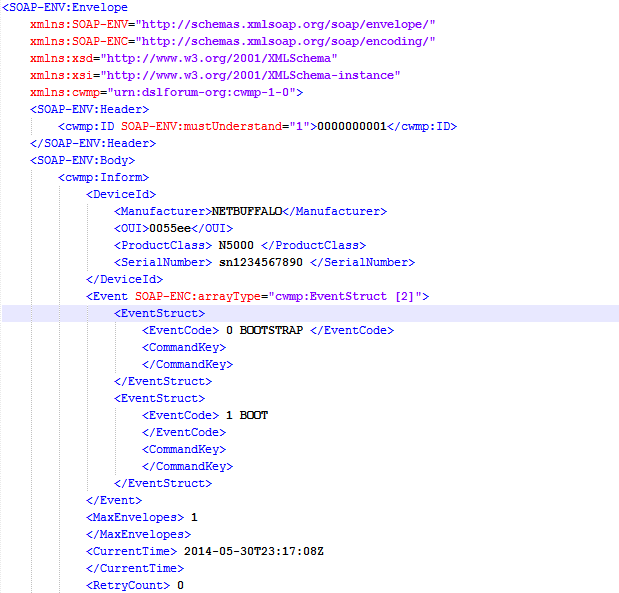 <SOAP-ENV:Envelope
xmlns:SOAP-ENV="http://schemas.xmlsoap.org/soap/envelope/"
xmlns:SOAP-ENC="http://schemas.xmlsoap.org/soap/encoding/"
xmlns:xsd="http://www.w3.org/2001/XMLSchema"
xmlns:xsi="http://www.w3.org/2001/XMLSchema-instance"
xmlns:cwmp="urn:dslforum-org:cwmp-1-0">
<SOAP-ENV:Header>
<cwmp:ID SOAP-ENV:mustUnderstand="1">0000000001</cwmp:ID>
</SOAP-ENV:Header>
<SOAP-ENV:Body>
<cwmp:Inform>
<DeviceId>
<Manufacturer>NETBUFFALO</Manufacturer>
<OUI>0055ee</OUI>
<ProductClass> N5000 </ProductClass>
<SerialNumber> sn1234567890 </SerialNumber>
</DeviceId>
<Event SOAP-ENC:arrayType="cwmp:EventStruct [2]">
<EventStruct>
<EventCode> 0 BOOTSTRAP </EventCode>
<CommandKey>
</CommandKey>
</EventStruct>
<EventStruct>
<EventCode> 1 BOOT
</EventCode>
<CommandKey>
</CommandKey>
</EventStruct>
</Event>
<MaxEnvelopes> 1
</MaxEnvelopes>
<CurrentTime> 2014-05-30T23:17:08Z
</CurrentTime>
<RetryCount> 0